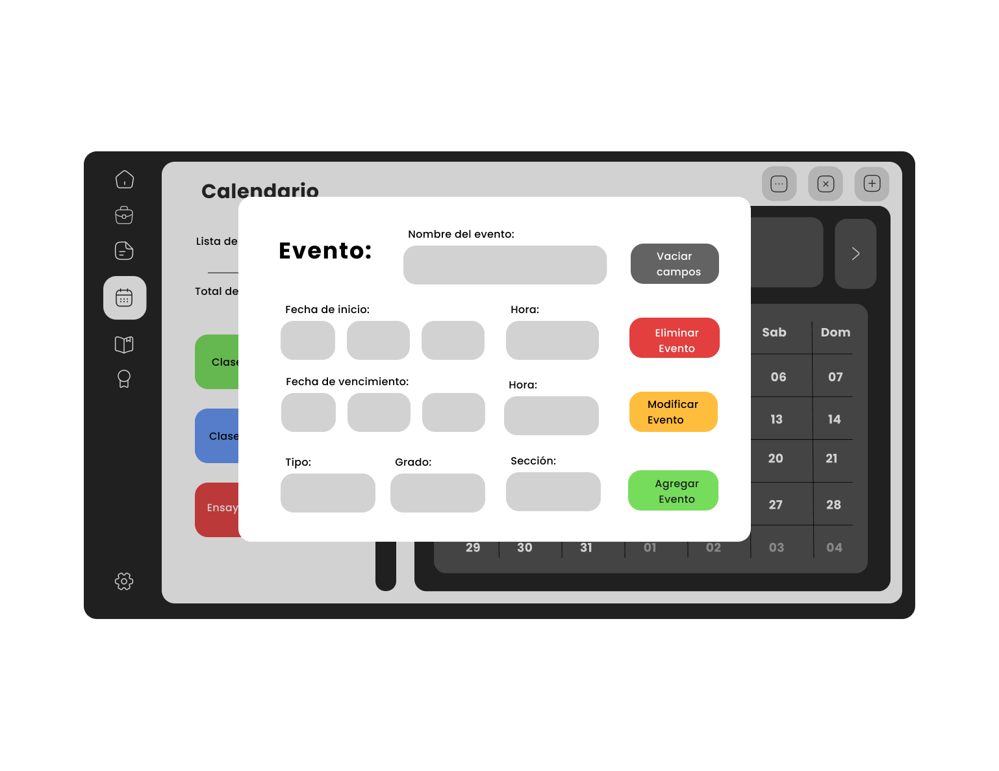 Calendario
Lista de
Total de
Clase
Clase
Ensay
Evento:
Nombre del evento:
Vaciar
campos
Fecha de inicio:
Hora:
Eliminar
Evento
Fecha de vencimiento:
Hora:
Modificar
Evento
Tipo:
Grado:
Sección:
Agregar
Evento
Sab Dom
06 07
13 14
20 21
27 28
29 30 31 01 02 03 04